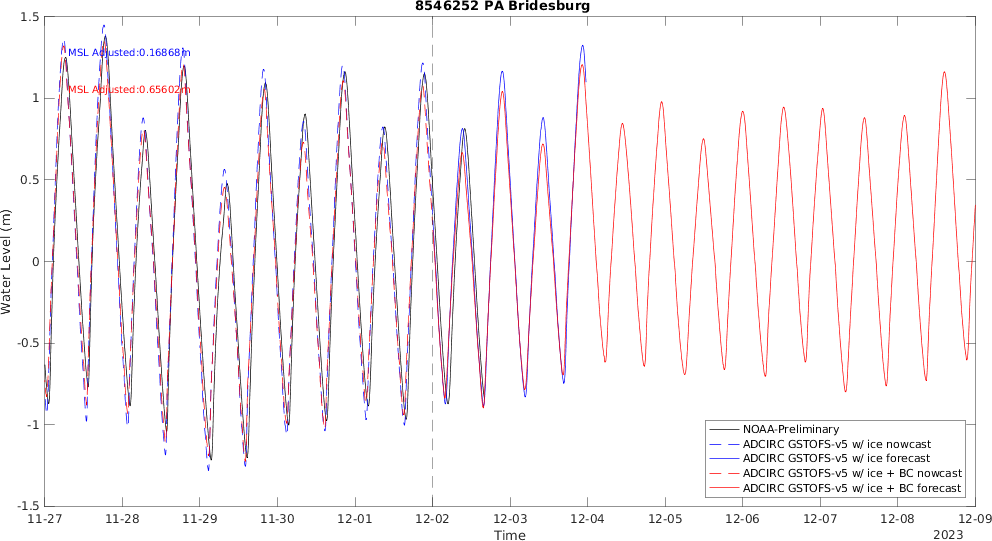 8546252 PA Bridesburg
1.5
1
0.5
0
-0.5
-1
-1.5
Water Level (m)
MSL Adjusted:0.16868m
MSL Adjusted:0.65602m
NOAA-Preliminary
ADCIRC GSTOFS-v5 w/ ice nowcast
ADCIRC GSTOFS-v5 w/ ice forecast
ADCIRC GSTOFS-v5 w/ ice + BC nowcast
ADCIRC GSTOFS-v5 w/ ice + BC forecast
11-27 11-28 11-29 11-30 12-01 12-02 12-03 12-04 12-05 12-06 12-07 12-08 12-09
Time
2023